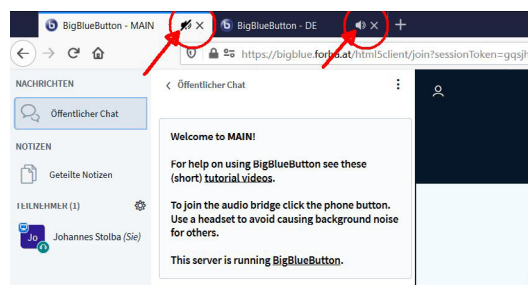 BigBlueButton - MAIN
BigBlueButton - DE
https://bigblue.forba.at/html5client/join?sessionToken=gqsjh
NACHRICHTEN
Öffentlicher Chat
NOTIZEN
Geteilte Notizen
TEILNEHMER (1)
Jo
Johannes Stolba (Sie)
Öffentlicher Chat
Welcome to MAIN!
For help on using BigBlueButton see these
(short) tutorial videos.
To join the audio bridge click the phone button.
Use a headset to avoid causing background noise
for others.
This server is running BigBlueButton.